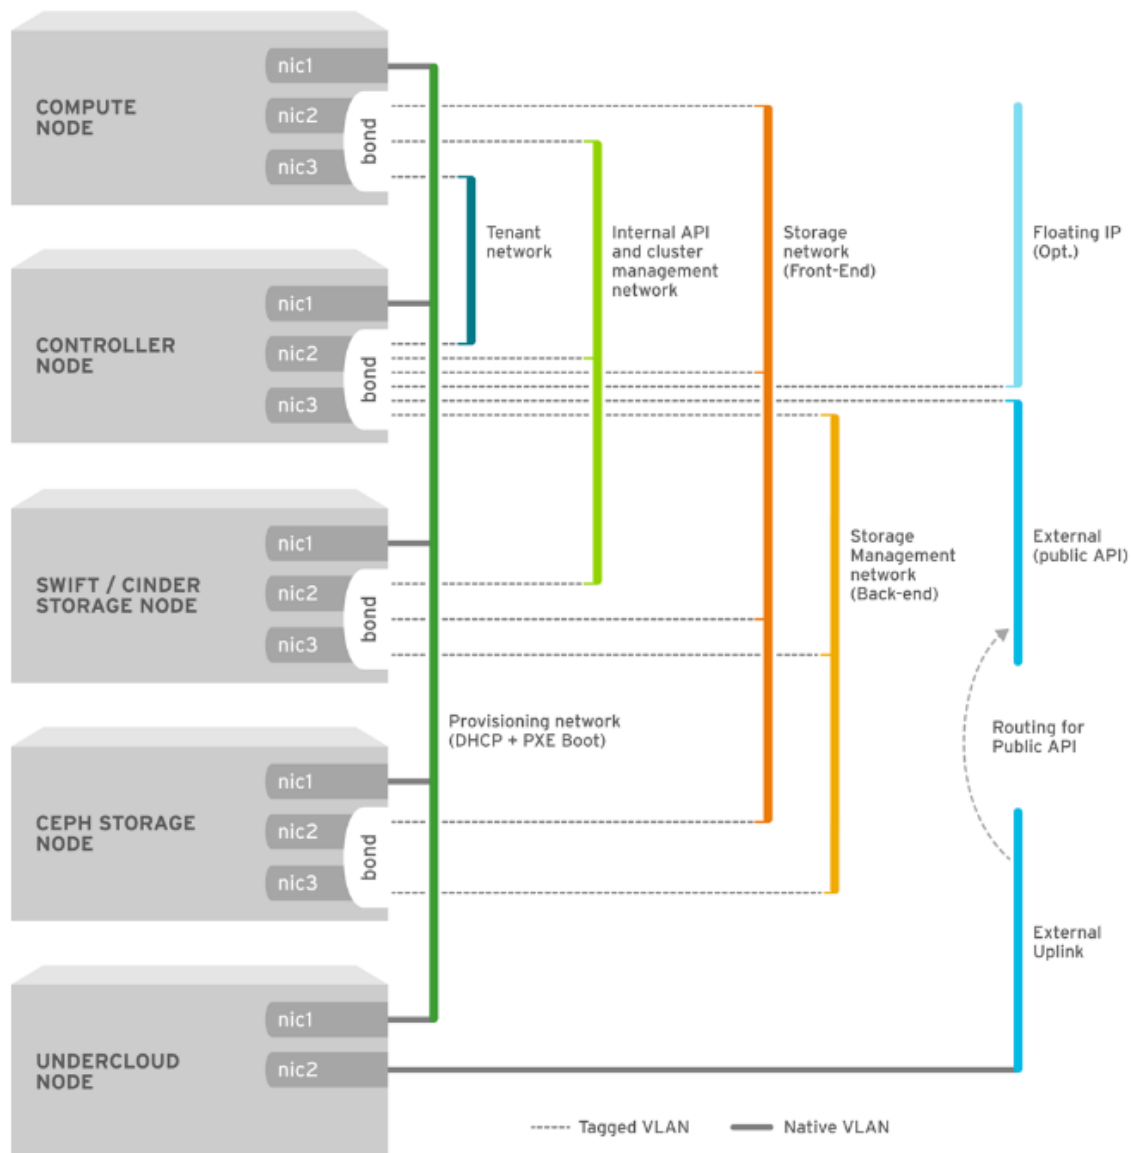 nic1
COMPUTE
NODE
nic2
nic3
bond
Tenant
network
Internal API
and cluster
management
network
Storage
network
(Front-End)
Floating IP
(Opt.)
nic1
CONTROLLER
NODE
nic2
nic3
bond
nic1
SWIFT / CINDER
STORAGE NODE
nic2
nic3
bond
Storage
Management
network
(Back-end)
External
(public API)
Provisioning network
(DHCP + PXE Boot)
Routing for
Public API
nic1
CEPH STORAGE
NODE
nic2
nic3
bond
External
Uplink
nic1
UNDERCLOUD
NODE
nic2
Tagged VLAN
Native VLAN